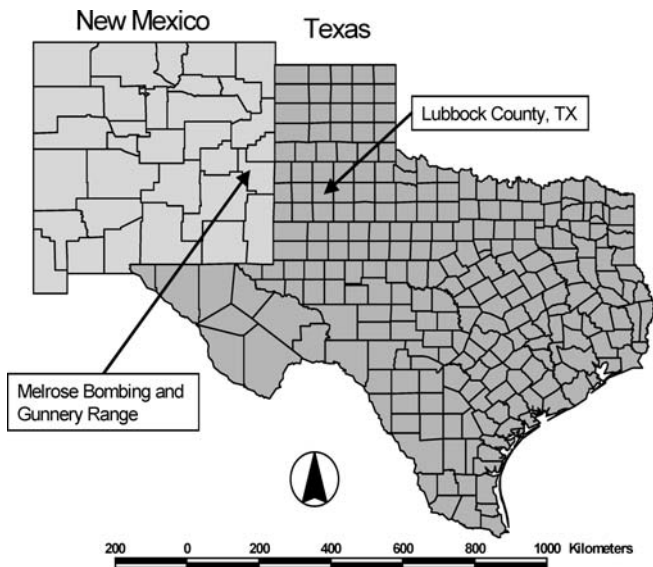 New Mexico
Texas
Lubbock County, TX
Melrose Bombing and
Gunnery Range
200 0 200 400 600 800 1000 Kilometers